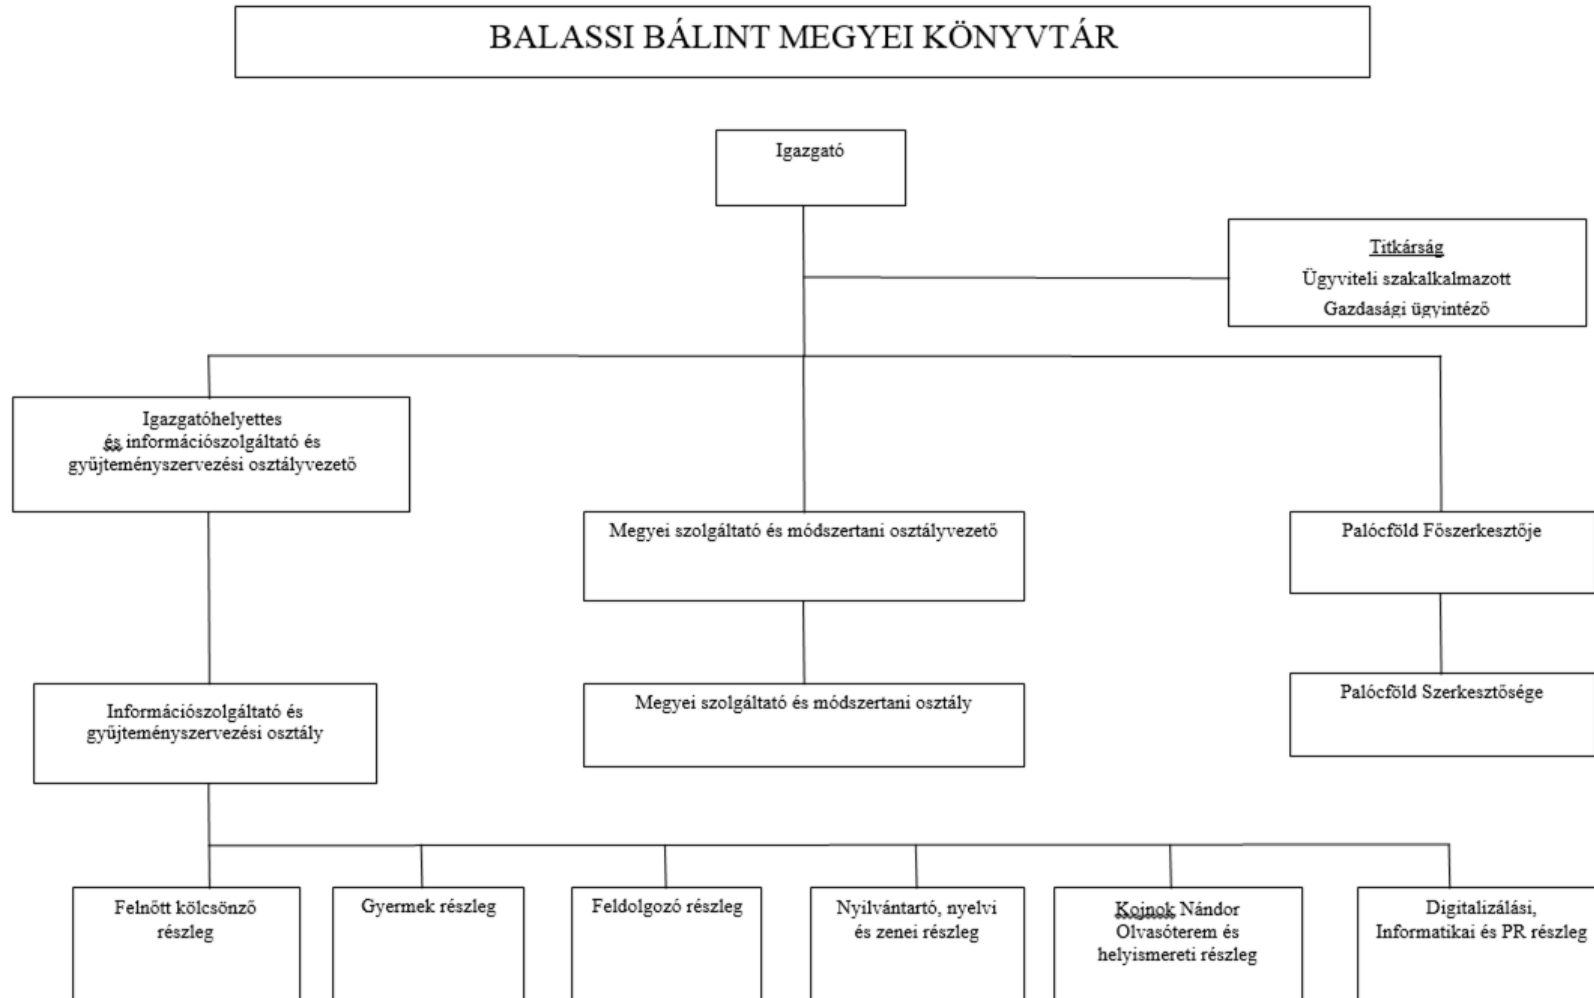 BALASSI BÁLINT MEGYEI KÖNYVTÁR
Igazgató
Titkárság
Ügyviteli szakalkalmazott
Gazdasági ügyintéző
Igazgatóhelyettes
és információszolgáltató és
gyűjteményszervezési osztályvezető
Megyei szolgáltató és módszertani osztályvezető
Palócföld Főszerkesztője
Információszolgáltató és
gyűjteményszervezési osztály
Megyei szolgáltató és módszertani osztály
Palócföld Szerkesztősége
Felnőtt kölcsönző
részleg
Gyermek részleg
Feldolgozó részleg
Nyilvántartó, nyelvi
és zenei részleg
Kojnok Nándor
Olvasóterem és
helyismereti részleg
Digitalizálási,
Informatikai és PR részleg